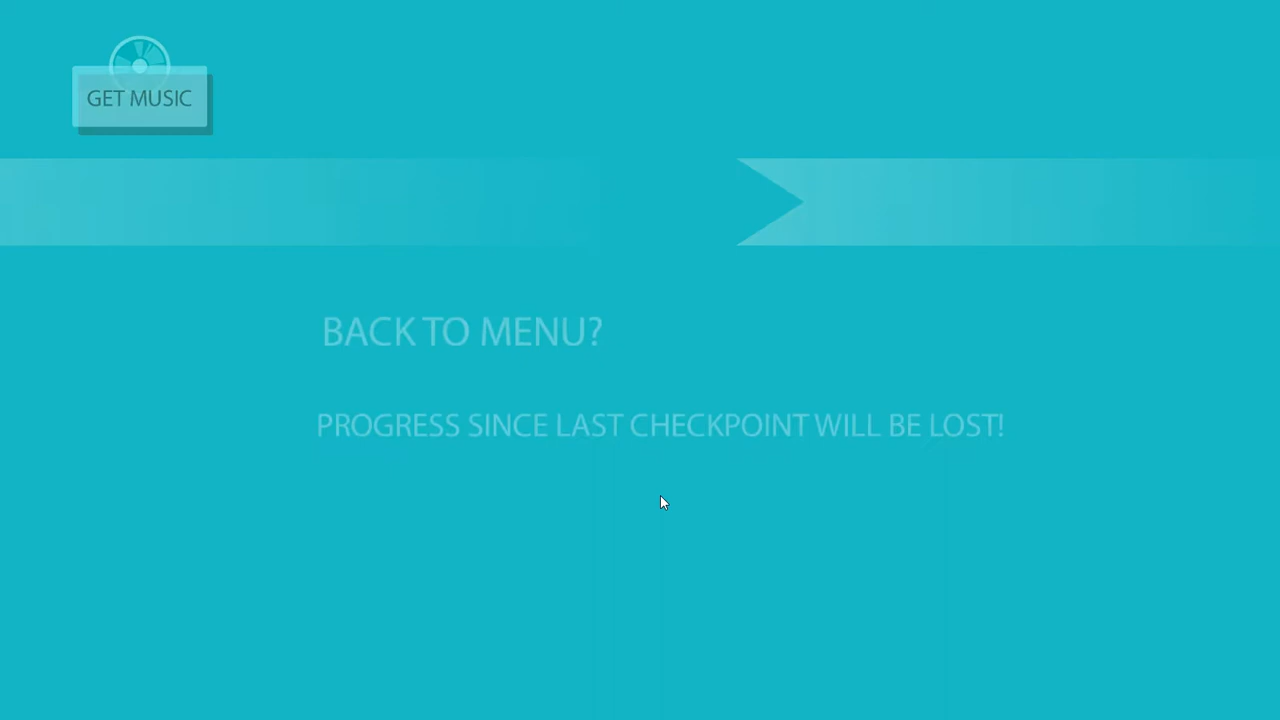 GET MUSIC
BACK TO MENU?
PROGRESS SINCE LAST CHECKPOINT WILL BE LOST!